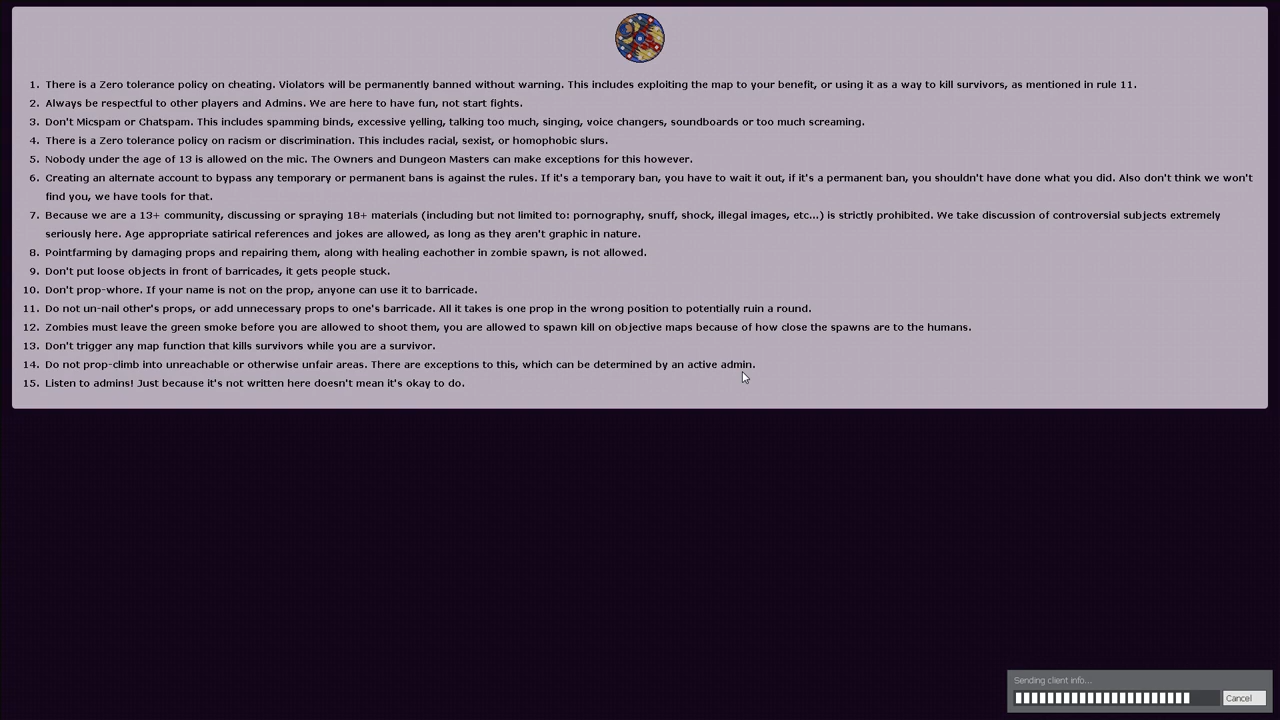 1. There is a Zero tolerance policy on cheating. Violators will be permanently banned without warning. This includes exploiting the map to your benefit, or using it as a way to kill survivors, as mentioned in rule 11.
2. Always be respectful to other players and Admins. We are here to have fun, not start fights.
3. Don't Micspam or Chatspam. This includes spamming binds, excessive yelling, talking too much, singing, voice changers, soundboards or too much screaming.
4. There is a Zero tolerance policy on racism or discrimination. This includes racial, sexist, or homophobic slurs.
5. Nobody under the age of 13 is allowed on the mic. The Owners and Dungeon Masters can make exceptions for this however.
6. Creating an alternate account to bypass any temporary or permanent bans is against the rules. If it's a temporary ban, you have to wait it out, if it's a permanent ban, you shouldn't have done what you did. Also don't think we won't
find you, we have tools for that.
7. Because we are a 13+ community, discussing or spraying 18+ materials (including but not limited to: pornography, snuff, shock, illegal images, etc...) is strictly prohibited. We take discussion of controversial subjects extremely
seriously here. Age appropriate satirical references and jokes are allowed, as long as they aren't graphic in nature.
8. Pointfarming by damaging props and repairing them, along with healing eachother in zombie spawn, is not allowed.
9. Don't put loose objects in front of barricades, it gets people stuck.
10. Don't prop-whore. If your name is not on the prop, anyone can use it to barricade.
11. Do not un-nail other's props, or add unnecessary props to one's barricade. All it takes is one prop in the wrong position to potentially ruin a round.
12. Zombies must leave the green smoke before you are allowed to shoot them, you are allowed to spawn kill on objective maps because of how close the spawns are to the humans.
13. Don't trigger any map function that kills survivors while you are a survivor.
14. Do not prop-climb into unreachable or otherwise unfair areas. There are exceptions to this, which can be determined by an active admin.
15. Listen to admins! Just because it's not written here doesn't mean it's okay to do.
Sending client info...
Cancel